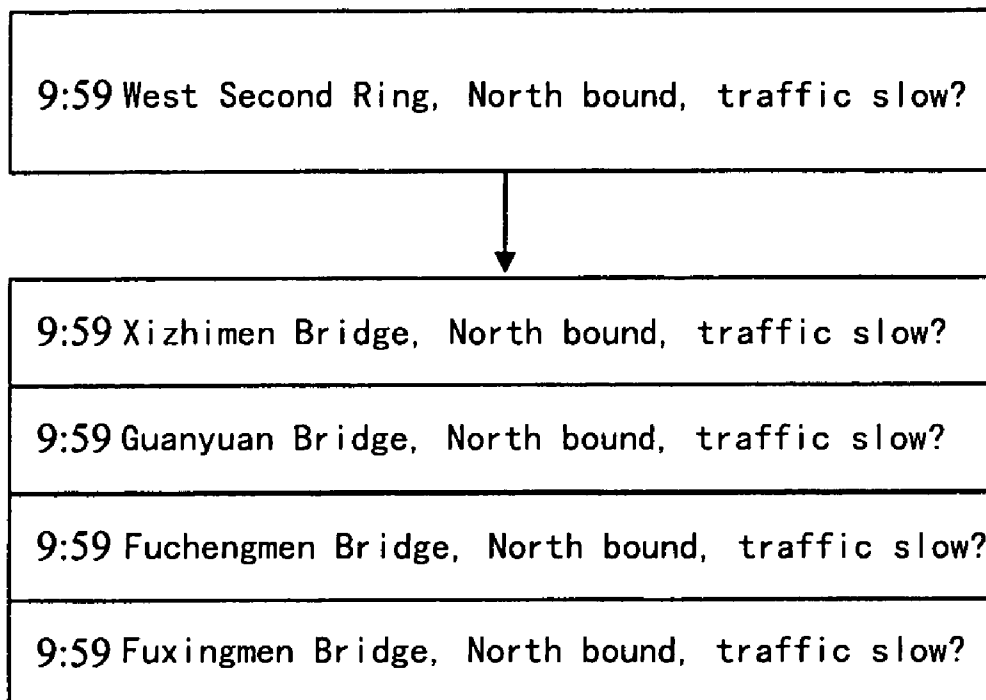 9:59 West Second Ring, North bound, traffic slow?
9:59 Xizhimen Bridge, North bound, traffic slow?
9:59 Guanyuan Bridge, North bound, traffic slow?
9:59 Fuchengmen Bridge, North bound, traffic slow?
9:59 Fuxingmen Bridge, North bound, traffic slow?